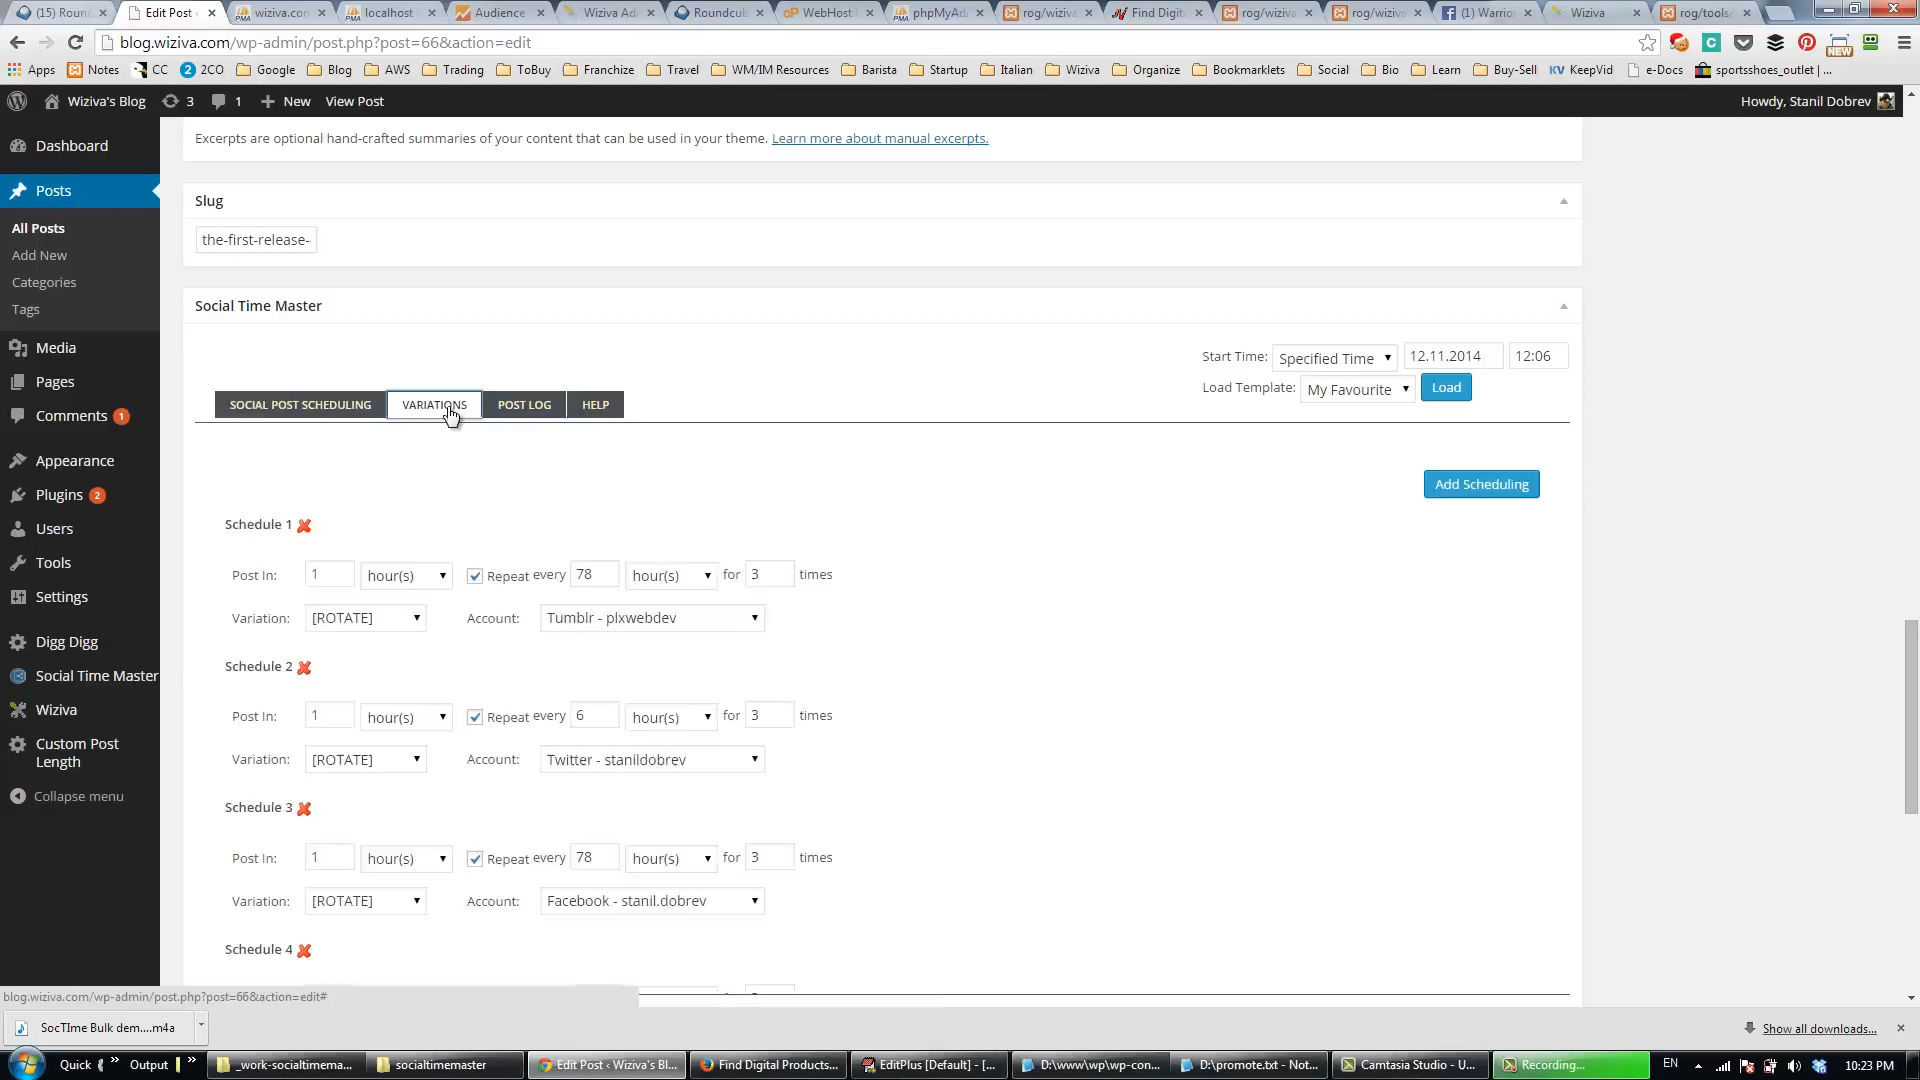 (15) Roun
Edit Post ‹
wiziva.con
localhost
Audience
Wiziva Ad
Roundcub
WebHost
phpMyAd
rog/wiziva
Find Digit
rog/wiziva
rog/wiziva
(1) Warrio
Wiziva
rog/tools/
blog.wiziva.com/wp-admin/post.php?post=66&action=edit
Apps Notes CC 2CO Google Blog AWS Trading ToBuy Franchize Travel WM/IM Resources Barista Startup Italian Wiziva Organize Bookmarklets Social Bio Learn Buy-Sell KeepVid e-Docs sportsshoes_outlet | ...
Wiziva's Blog 3 1 + New View Post Howdy, Stanil Dobrev
Dashboard
Posts
All Posts
Add New
Categories
Tags
Media
Pages
Comments 1
Appearance
Plugins 2
Users
Tools
Settings
Digg Digg
Social Time Master
Wiziva
Custom Post
Length
Collapse menu
Excerpts are optional hand-crafted summaries of your content that can be used in your theme. Learn more about manual excerpts.
Slug
the-first-release-
Social Time Master
Start Time: Specified Time 12.11.2014 12:06
Load Template: My Favourite Load
SOCIAL POST SCHEDULING VARIATIONS POST LOG HELP
Add Scheduling
Schedule 1
Post In: 1 hour(s) Repeat every 78 hour(s) for 3 times
Variation: [ROTATE] Account: Tumblr - plxwebdev
Schedule 2
Post In: 1 hour(s) Repeat every 6 hour(s) for 3 times
Variation: [ROTATE] Account: Twitter - stanildobrev
Schedule 3
Post In: 1 hour(s) Repeat every 78 hour(s) for 3 times
Variation: [ROTATE] Account: Facebook - stanil.dobrev
Schedule 4
blog.wiziva.com/wp-admin/post.php?post=66&action=edit#
SocTIme Bulk dem....m4a
Show all downloads...
Quick
Output
_work-socialtimema...
socialtimemaster
Edit Post ‹ Wiziva's Bl...
Find Digital Products...
EditPlus [Default] - [...
D:\www\wp\wp-con...
D:\promote.txt - Not...
Camtasia Studio - U...
Recording...
EN
10:23 PM